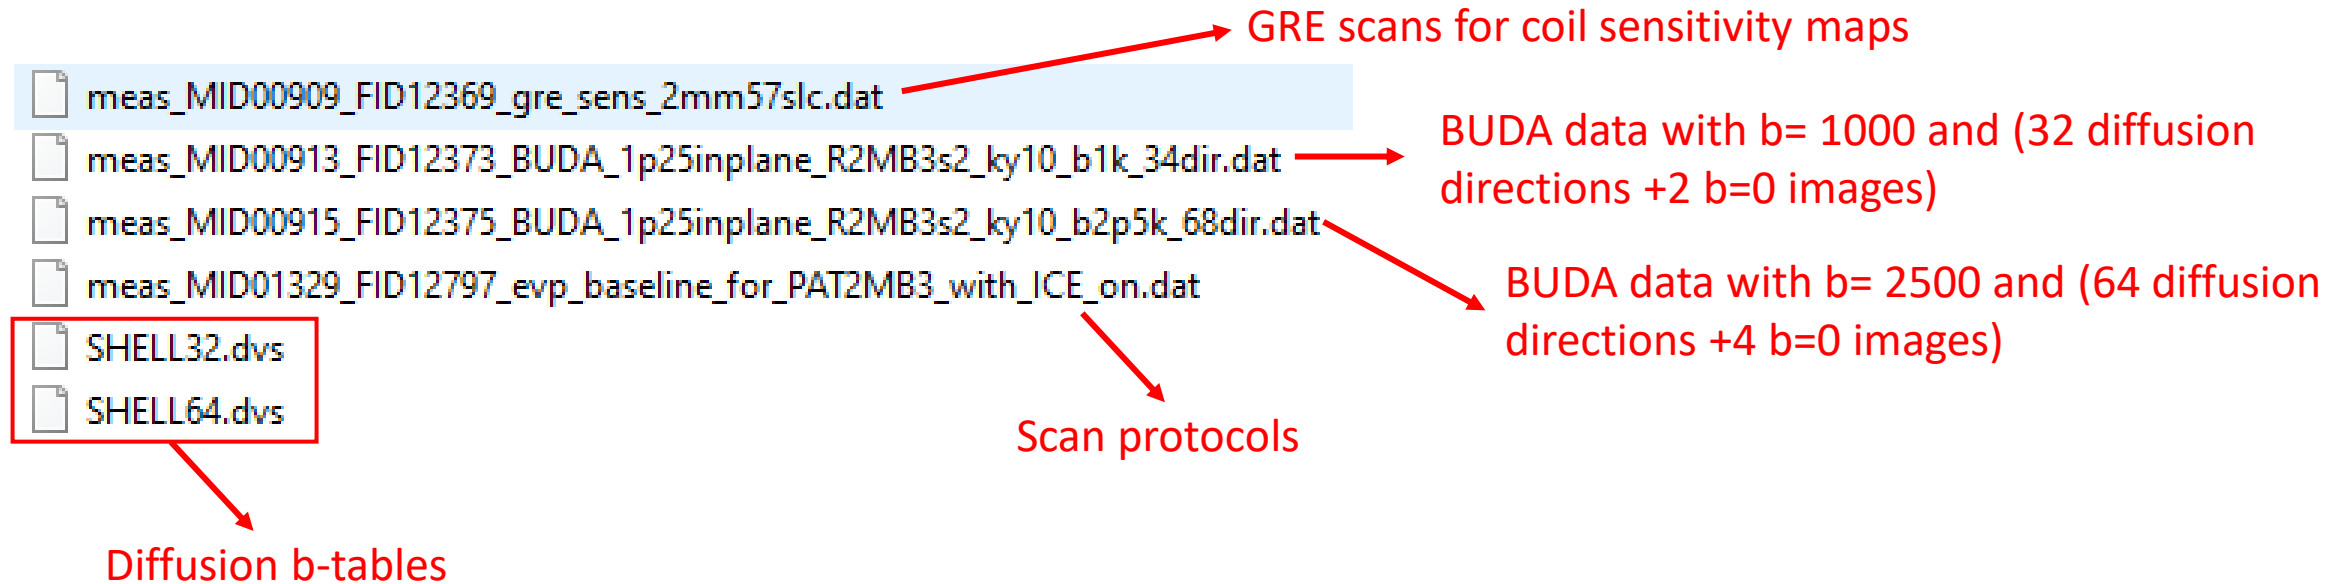 GRE scans for coil sensitivity maps
meas_MID00909_FID12369_gre_sens_2mm57slc.dat
meas_MID00913_FID12373_BUDA_1p25inplane_R2MB3s2_ky10_b1k_34dir.dat
BUDA data with b= 1000 and (32 diffusion
directions +2 b=0 images)
meas_MID00915_FID12375_BUDA_1p25inplane_R2MB3s2_ky10_b2p5k_68dir.dat
meas_MID01329_FID12797_evp_baseline_for_PAT2MB3_with_ICE_on.dat
BUDA data with b= 2500 and (64 diffusion
directions +4 b=0 images)
SHELL32.dvs
SHELL64.dvs
Scan protocols
Diffusion b-tables